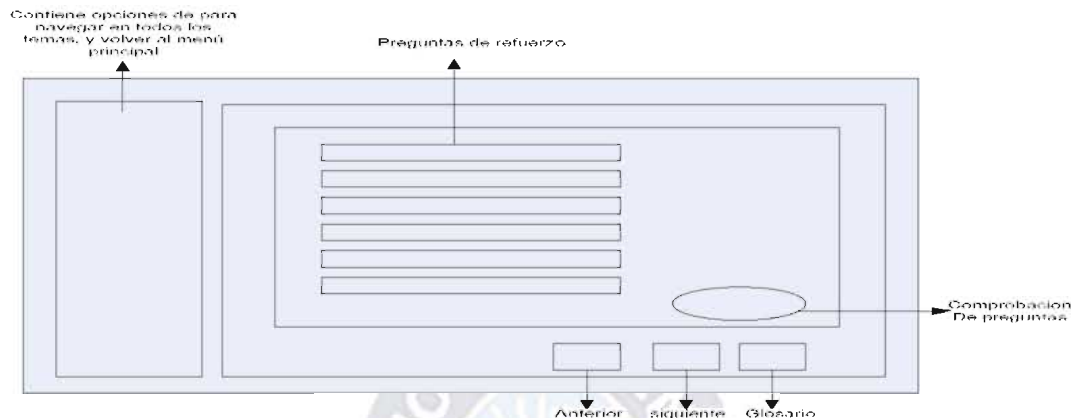 Contiene opciones de para
navegar en todos los
temas, y volver al menú
principal
Preguntas de refuerzo
Comprobacion
De preguntas
Anterior siguiente Glosario